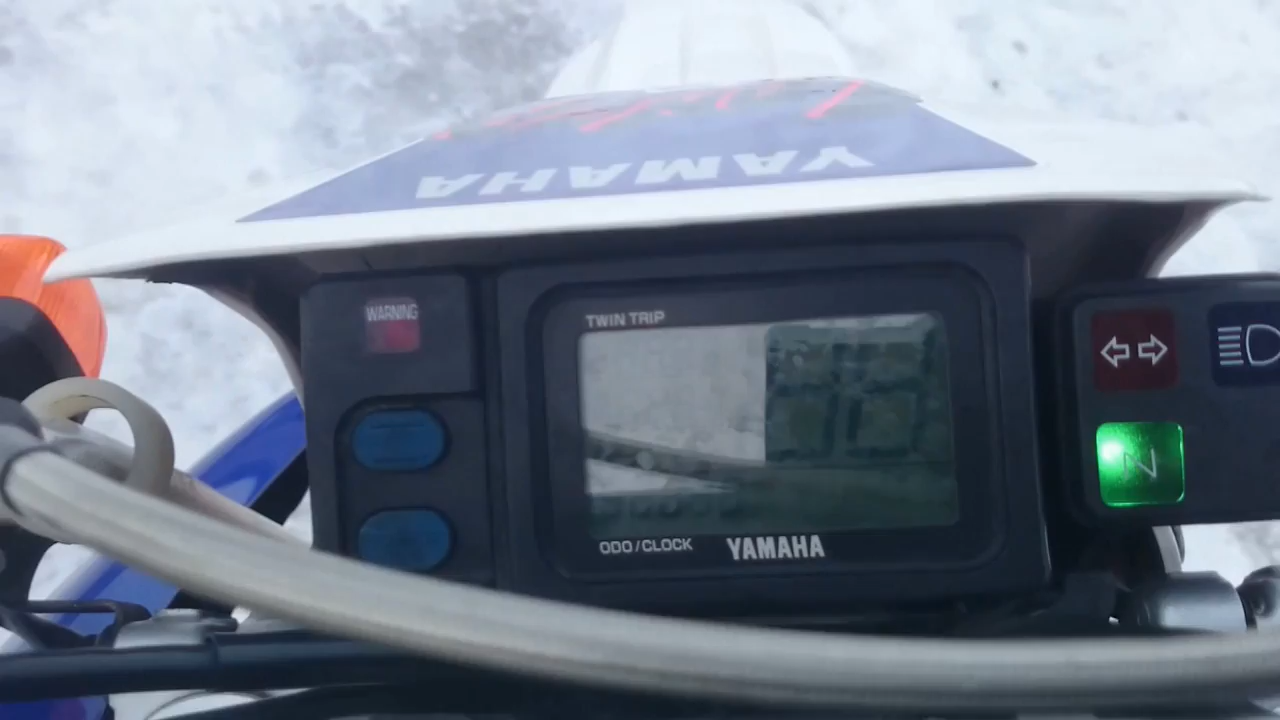 YAMAHA
WARNING
TWIN TRIP
ODO/CLOCK YAMAHA
N